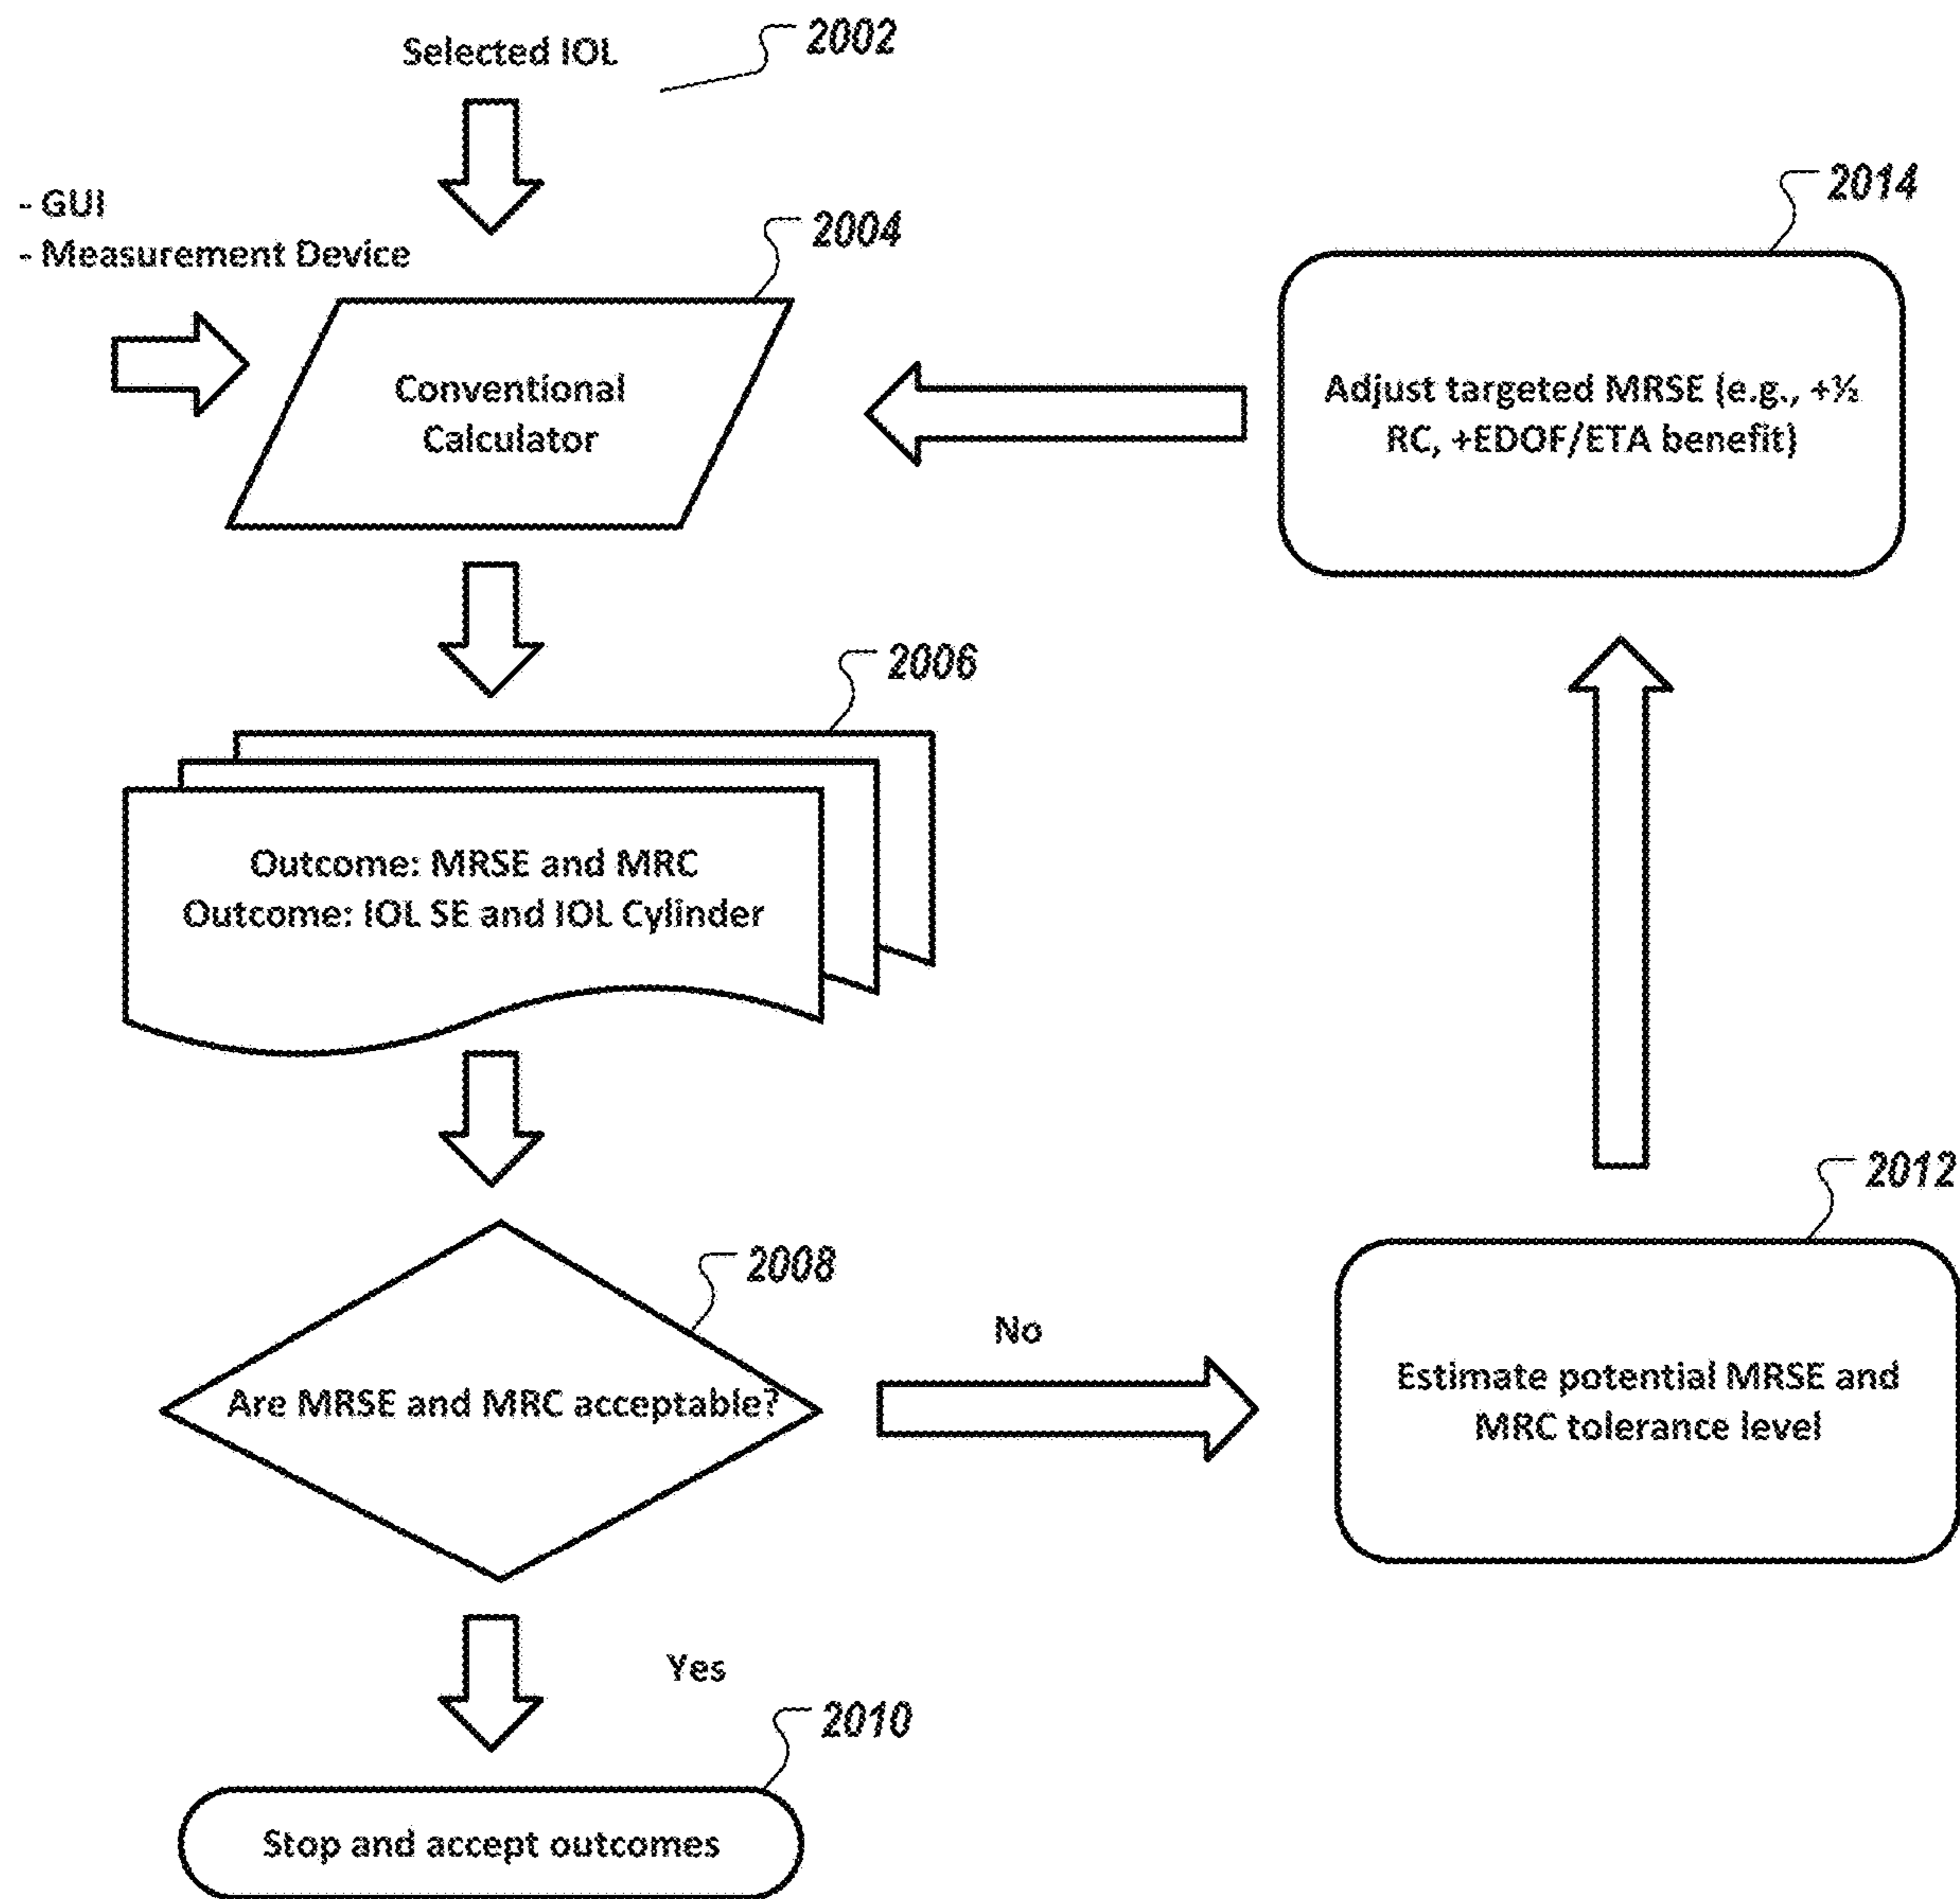 Selected IOL
2002
- GUI
- Measurement Device
2004
Conventional
Calculator
2014
Adjust targeted MRSE (e.g., +½
RC, +EDOF/ETA benefit)
2006
Outcome: MRSE and MRC
Outcome: IOL SE and IOL Cylinder
2008
Are MRSE and MRC acceptable?
No
2012
Estimate potential MRSE and
MRC tolerance level
Yes
2010
Stop and accept outcomes